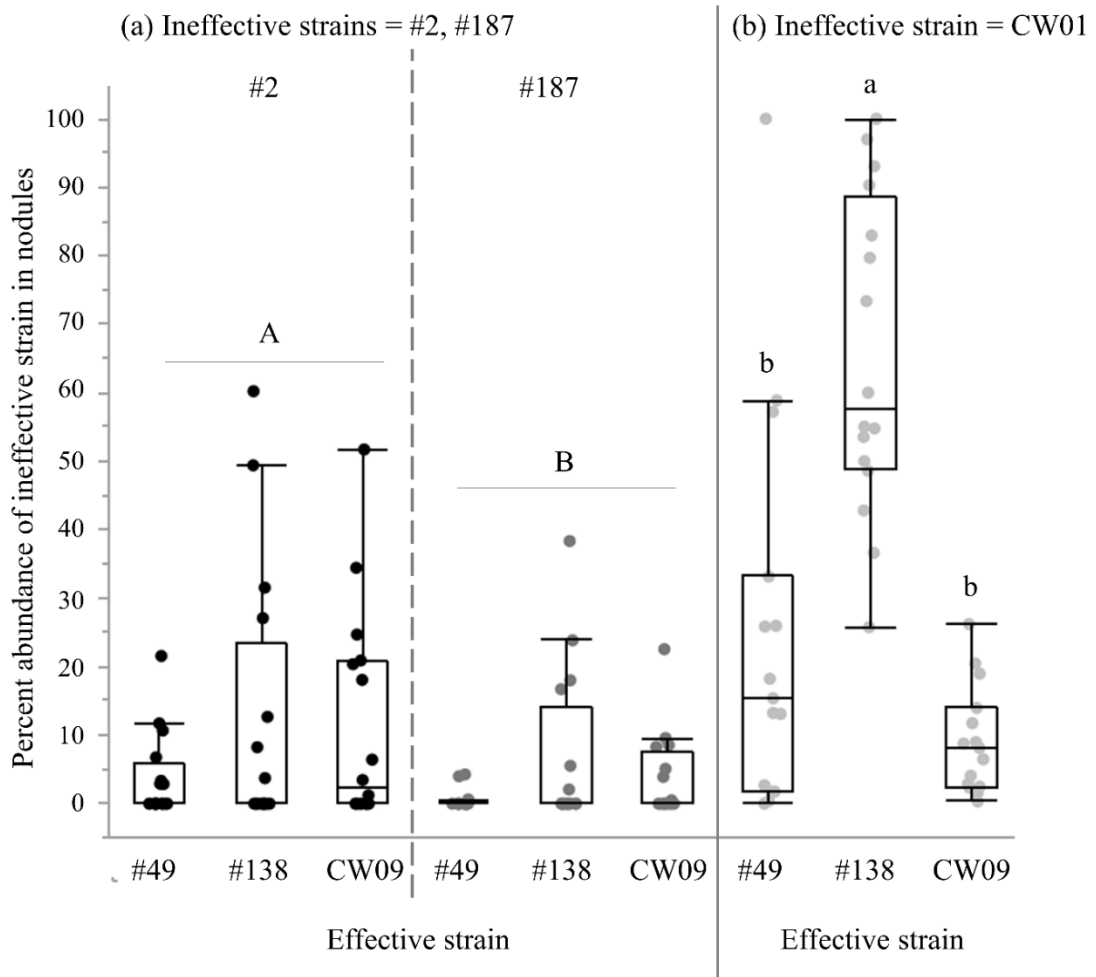 (a) Ineffective strains = #2, #187
(b) Ineffective strain = CW01
#2
#187
a
100
90
80
70
60
50
40
30
20
10
0
Percent abundance of ineffective strain in nodules
A
B
b
b
#49
#138
CW09
#49
#138
CW09
#49
#138
CW09
Effective strain
Effective strain